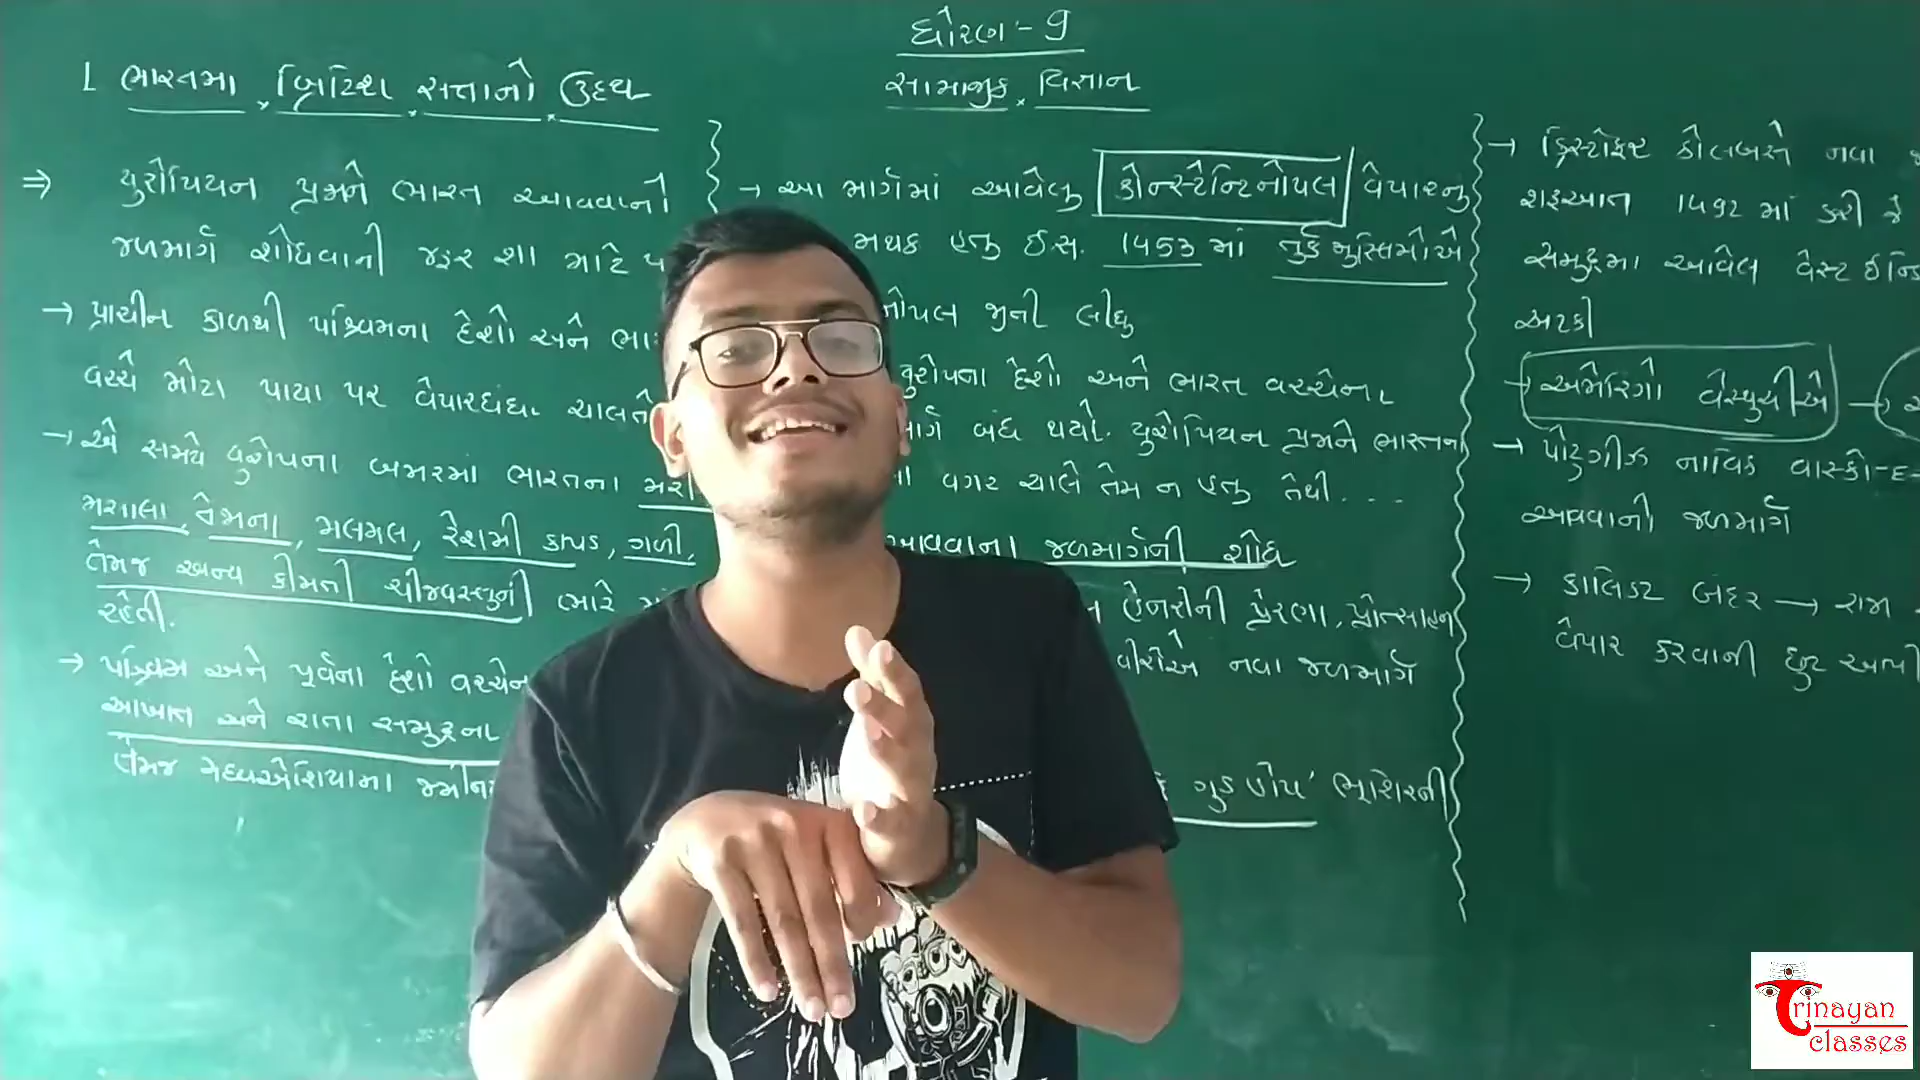 ધોરણ - 9
સામાજીક વિજ્ઞાન
1 ભારતમા બ્રિટિશ સત્તાનો ઉદય
⇒ યુરોપિયન પ્રજાને ભારત આવવાનો
જળમાર્ગ શોધવાની જરૂર શા માટે
→ પ્રાચીન કાળથી પશ્ચિમના દેશો અને
વચ્ચે મોટા પાયા પર વેપારધંધા ચાલતો
→ એ સમયે યુરોપના બજારમાં ભારતના
મસાલા, તેજાના, મલમલ, રેશમી કાપડ, ગળી,
તેમજ અન્ય કીમતી ચીજવસ્તુની ભારે
રહેતી.
→ પશ્ચિમ અને પૂર્વના દેશો વચ્ચેન
આખાત અને રાતા સમુદ્રના
તેમજ મધ્યએશિયામા
→ આ માર્ગમાં આવેલુ કોન્સ્ટેન્ટિનોપલ વેપારનુ
મથક હતુ ઈ.સ. 1453 માં તુર્ક મુસ્લિમોએ
નોપલ જીતી લીધુ
યુરોપના દેશો અને ભારત વચ્ચેના
માર્ગ બંધ થયો. યુરોપિયન પ્રજાને ભારતના
વગર ચાલે તેમ ન હતુ તેથી. . . .
આવવાના જળમાર્ગની શોધ
હેનરીની પ્રેરણા, પ્રોત્સાહન
નવા જળમાર્ગ
ગુડ હોપ' ભૂશિરની
→ ક્રિસ્ટોફર કોલંબસે નવા
શરૂઆત 1492 માં કરી જે
સમુદ્રમા આવેલ વેસ્ટ ઈન્ડિ
અટકો
→ અમેરિગો વેસ્પુચીએ →
→ પોર્ટુગીઝ નાવિક વાસ્કો-દ-
આવવાનો જળમાર્ગ
→ કાલિકટ બંદર →
વેપાર કરવાની છુટ આપી
Trinayan
classes